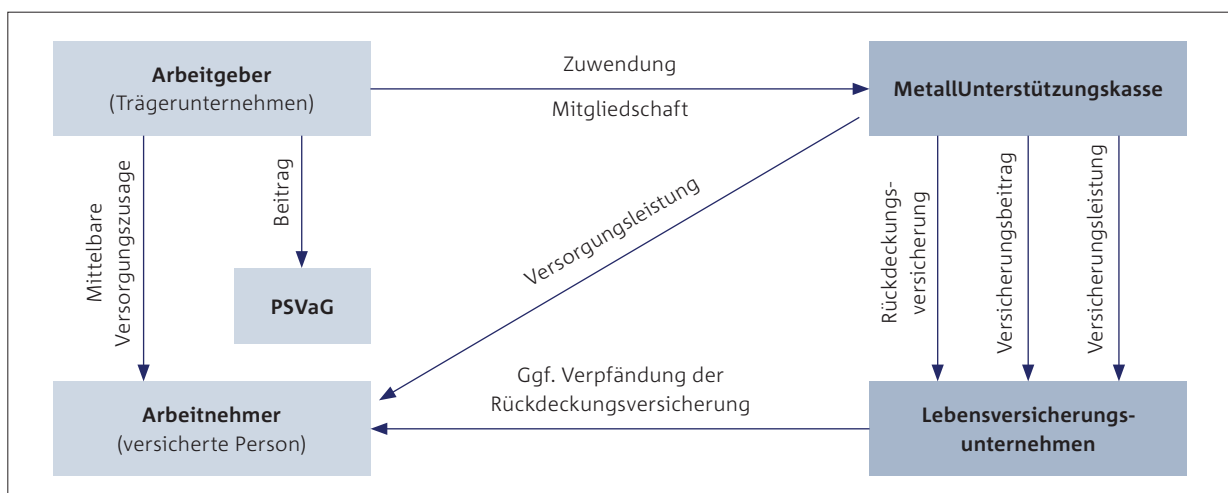 Arbeitgeber
(Trägerunternehmen)
Zuwendung
Mitgliedschaft
MetallUnterstützungskasse
Mittelbare
Versorgungszusage
Beitrag
PSVaG
Versorgungsleistung
Rückdeckungs-
versicherung
Versicherungsbeitrag
Versicherungsleistung
Arbeitnehmer
(versicherte Person)
Ggf. Verpfändung der
Rückdeckungsversicherung
Lebensversicherungs-
unternehmen